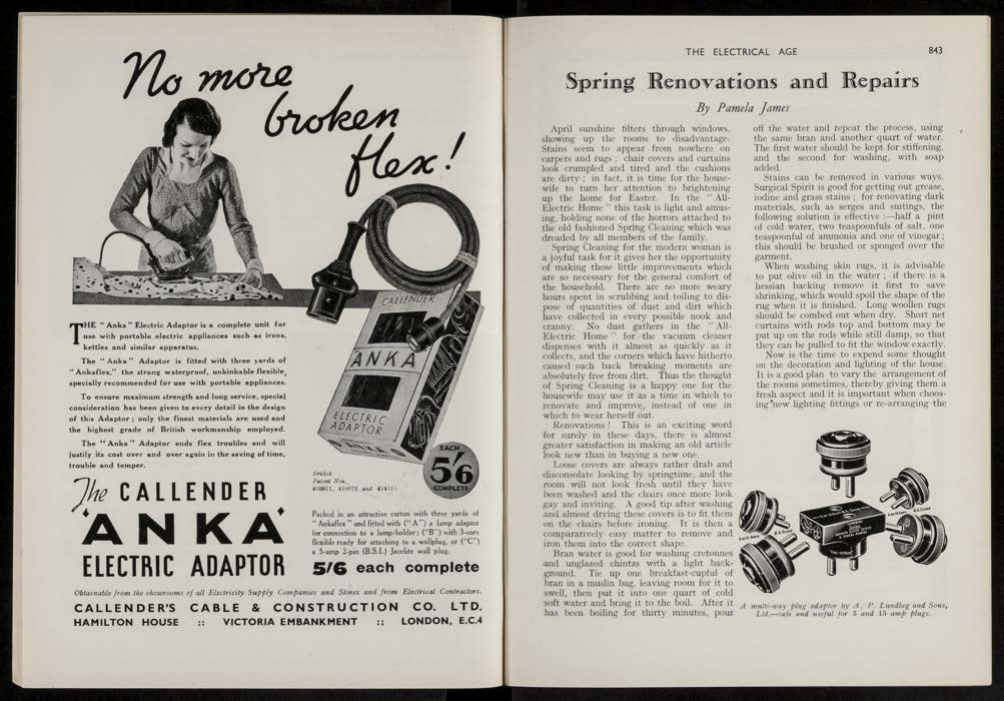 No more
broken
flex!
CALLENDER
ANKA
ELECTRIC
ADAPTOR
EACH
5/6
COMPLETE
THE "Anka" Electric Adaptor is a complete unit for
use with portable electric appliances such as irons,
kettles and similar apparatus.
The "Anka" Adaptor is fitted with three yards of
"Ankaflex," the strong waterproof, unkinkable flexible,
specially recommended for use with portable appliances.
To ensure maximum strength and long service, special
consideration has been given to every detail in the design
of this Adaptor; only the finest materials are used and
the highest grade of British workmanship employed.
The "Anka" Adaptor ends flex troubles and will
justify its cost over and over again in the saving of time,
trouble and temper.
British
Patent Nos.
and
The CALLENDER
'ANKA'
ELECTRIC ADAPTOR
Packed in an attractive carton with three yards of
"Ankaflex" and fitted with ("A") a lamp adaptor
for connection to a lamp-holder; ("B") with 3-core
flexible ready for attaching to a wallplug, or ("C")
a 5-amp 2-pin (B.S.I.) Jacelite wall plug.
5/6 each complete
Obtainable from the showrooms of all Electricity Supply Companies and Stores and from Electrical Contractors.
CALLENDER'S CABLE & CONSTRUCTION CO. LTD.
HAMILTON HOUSE :: VICTORIA EMBANKMENT :: LONDON, E.C.4
THE ELECTRICAL AGE 843
Spring Renovations and Repairs
By Pamela James
April sunshine filters through windows,
showing up the rooms to disadvantage.
Stains seem to appear from nowhere on
carpets and rugs; chair covers and curtains
look crumpled and tired and the cushions
are dirty; in fact, it is time for the house-
wife to turn her attention to brightening
up the home for Easter. In the "All-
Electric Home" this task is light and amus-
ing, holding none of the horrors attached to
the old fashioned Spring Cleaning which was
dreaded by all members of the family.
Spring Cleaning for the modern woman is
a joyful task for it gives her the opportunity
of making those little improvements which
are so necessary for the general comfort of
the household. There are no more weary
hours spent in scrubbing and toiling to dis-
pose of quantities of dust and dirt which
have collected in every possible nook and
cranny. No dust gathers in the "All-
Electric Home" for the vacuum cleaner
dispenses with it almost as quickly as it
collects, and the corners which have hitherto
caused such back breaking moments are
absolutely free from dirt. Thus the thought
of Spring Cleaning is a happy one for the
housewife may use it as a time in which to
renovate and improve, instead of one in
which to wear herself out.
Renovations! This is an exciting word
for surely in these days, there is almost
greater satisfaction in making an old article
look new than in buying a new one.
Loose covers are always rather drab and
disconsolate looking by springtime, and the
room will not look fresh until they have
been washed and the chairs once more look
gay and inviting. A good tip after washing
and almost drying these covers is to fit them
on the chairs before ironing. It is then a
comparatively easy matter to remove and
iron them into the correct shape.
Bran water is good for washing cretonnes
and unglazed chintzs with a light back-
ground. Tie up one breakfast-cupful of
bran in a muslin bag, leaving room for it to
swell, then put it into one quart of cold
soft water and bring it to the boil. After it
has been boiling for thirty minutes, pour
off the water and repeat the process, using
the same bran and another quart of water.
The first water should be kept for stiffening,
and the second for washing, with soap
added.
Stains can be removed in various ways.
Surgical Spirit is good for getting out grease,
iodine and grass stains; for renovating dark
materials, such as serges and suitings, the
following solution is effective:—half a pint
of cold water, two teaspoonfuls of salt, one
teaspoonful of ammonia and one of vinegar;
this should be brushed or sponged over the
garment.
When washing skin rugs, it is advisable
to put olive oil in the water; if there is a
hessian backing remove it first to save
shrinking, which would spoil the shape of the
rug when it is finished. Long woollen rugs
should be combed out when dry. Short net
curtains with rods top and bottom may be
put up on the rods while still damp, so that
they can be pulled to fit the window exactly.
Now is the time to expend some thought
on the decoration and lighting of the house.
It is a good plan to vary the arrangement of
the rooms sometimes, thereby giving them a
fresh aspect and it is important when choos-
ing new lighting fittings or re-arranging the
A multi-way plug adaptor by A. P. Lundberg and Sons,
Ltd.—safe and useful for 5 and 15 amp plugs.